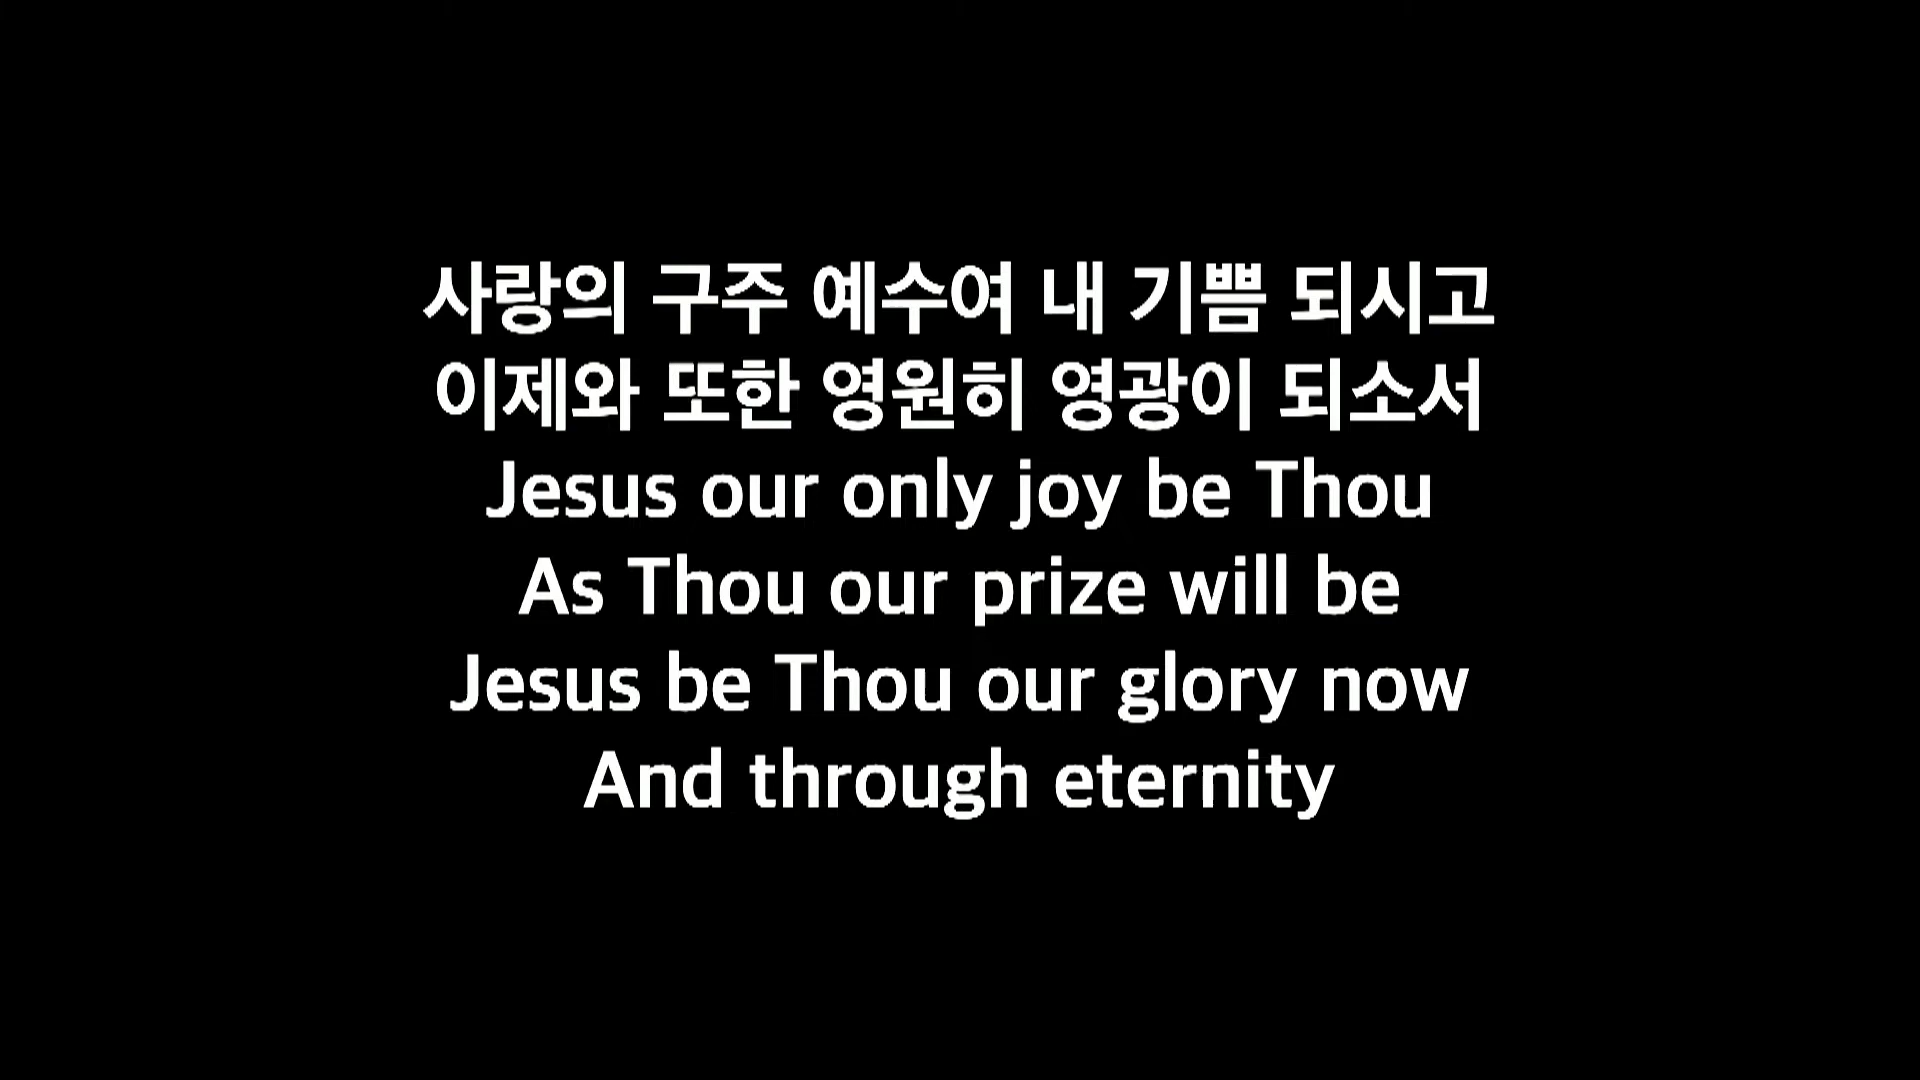 사랑의 구주 예수여 내 기쁨 되시고
이제와 또한 영원히 영광이 되소서
Jesus our only joy be Thou
As Thou our prize will be
Jesus be Thou our glory now
And through eternity